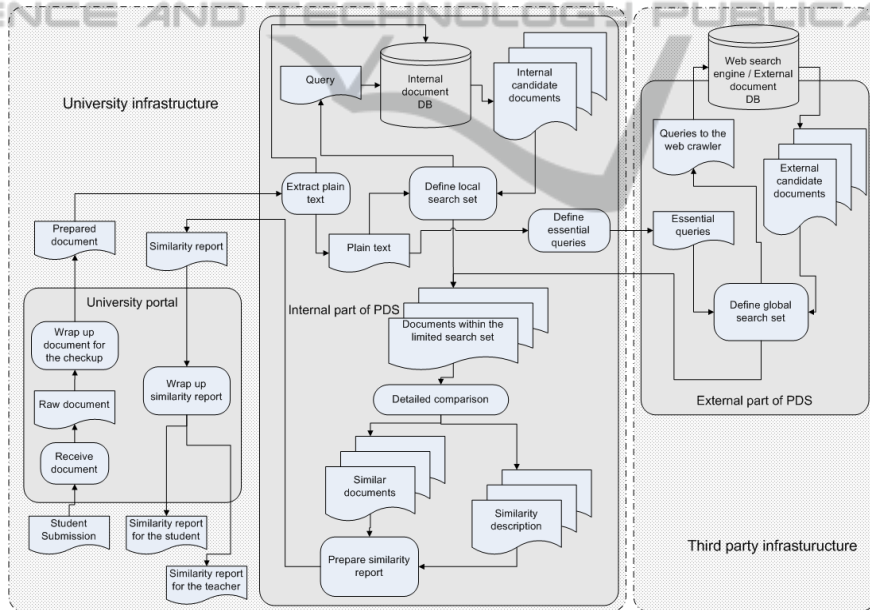 ENCE AND TECHNOLOGY PUBLICA
University infrastructure
Query
Internal
document
DB
Internal
candidate
documents
Web search
engine / External
document
DB
Queries to the
web crawler
External
candidate
documents
Extract plain
text
Define local
search set
Prepared
document
Similarity report
Plain text
Define
essential
queries
Essential
queries
University portal
Internal part of PDS
Documents within the
limited search set
Define global
search set
Wrap up
document for
the checkup
Wrap up
similarity report
Raw document
Detailed comparison
External part of PDS
Receive
document
Similar
documents
Similarity
description
Student
Submission
Similarity report
for the student
Similarity report
for the teacher
Prepare similarity
report
Third party infrasturucture